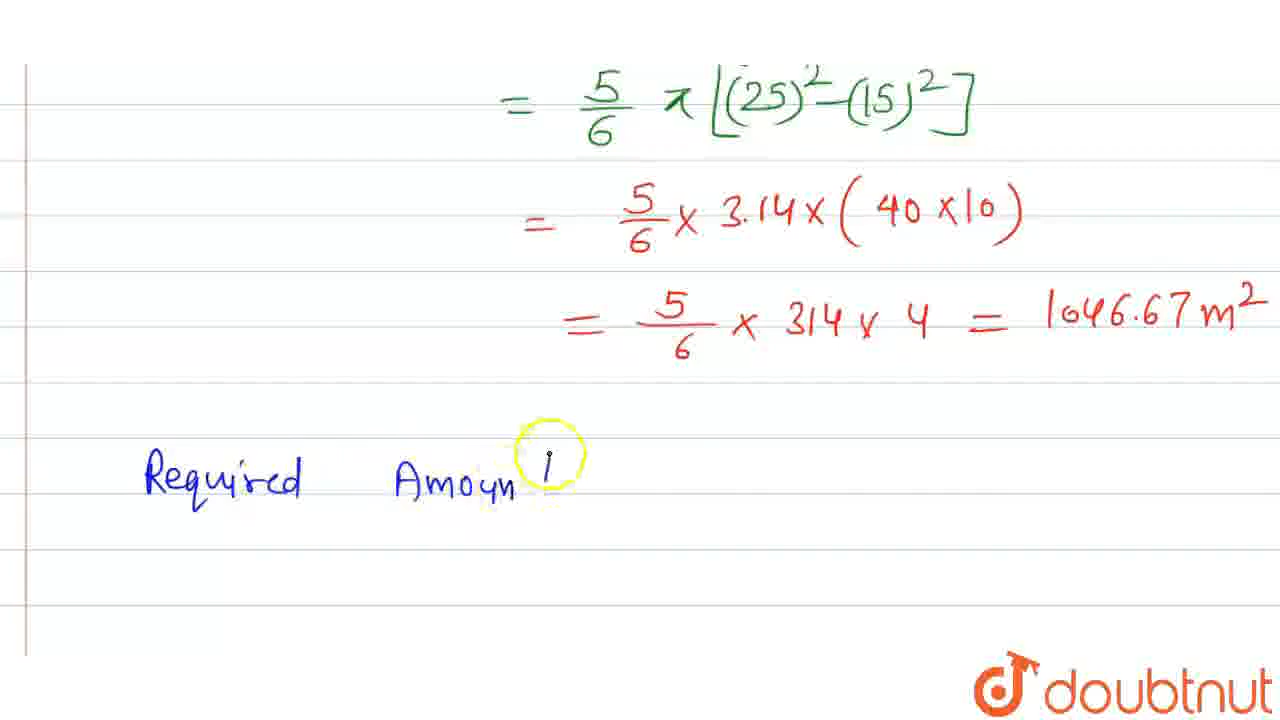 = 5/6 π [(25)² - (15)²]
= 5/6 × 3.14 × (40 × 10)
= 5/6 × 314 × 4 = 1046.67 m²
Required Amoun
doubtnut